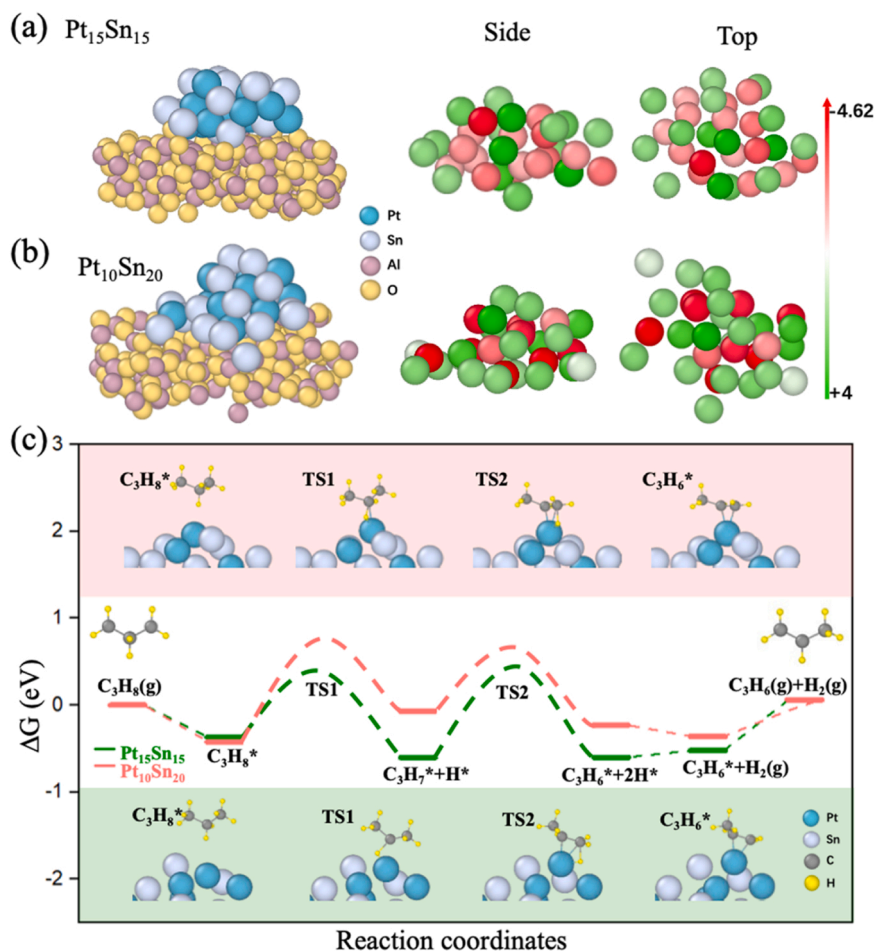 (a) Pt₁₅Sn₁₅ Side Top
-4.62
Pt
Sn
Al
O
(b) Pt₁₀Sn₂₀
+4
(c)
3
2
1
0
-1
-2
ΔG (eV)
C₃H₈* TS1 TS2 C₃H₆*
C₃H₈(g)
TS1
TS2
C₃H₆(g)+H₂(g)
C₃H₈*
Pt₁₅Sn₁₅
Pt₁₀Sn₂₀
C₃H₇*+H*
C₃H₆*+2H*
C₃H₆*+H₂(g)
C₃H₈* TS1 TS2 C₃H₆*
Pt
Sn
C
H
Reaction coordinates